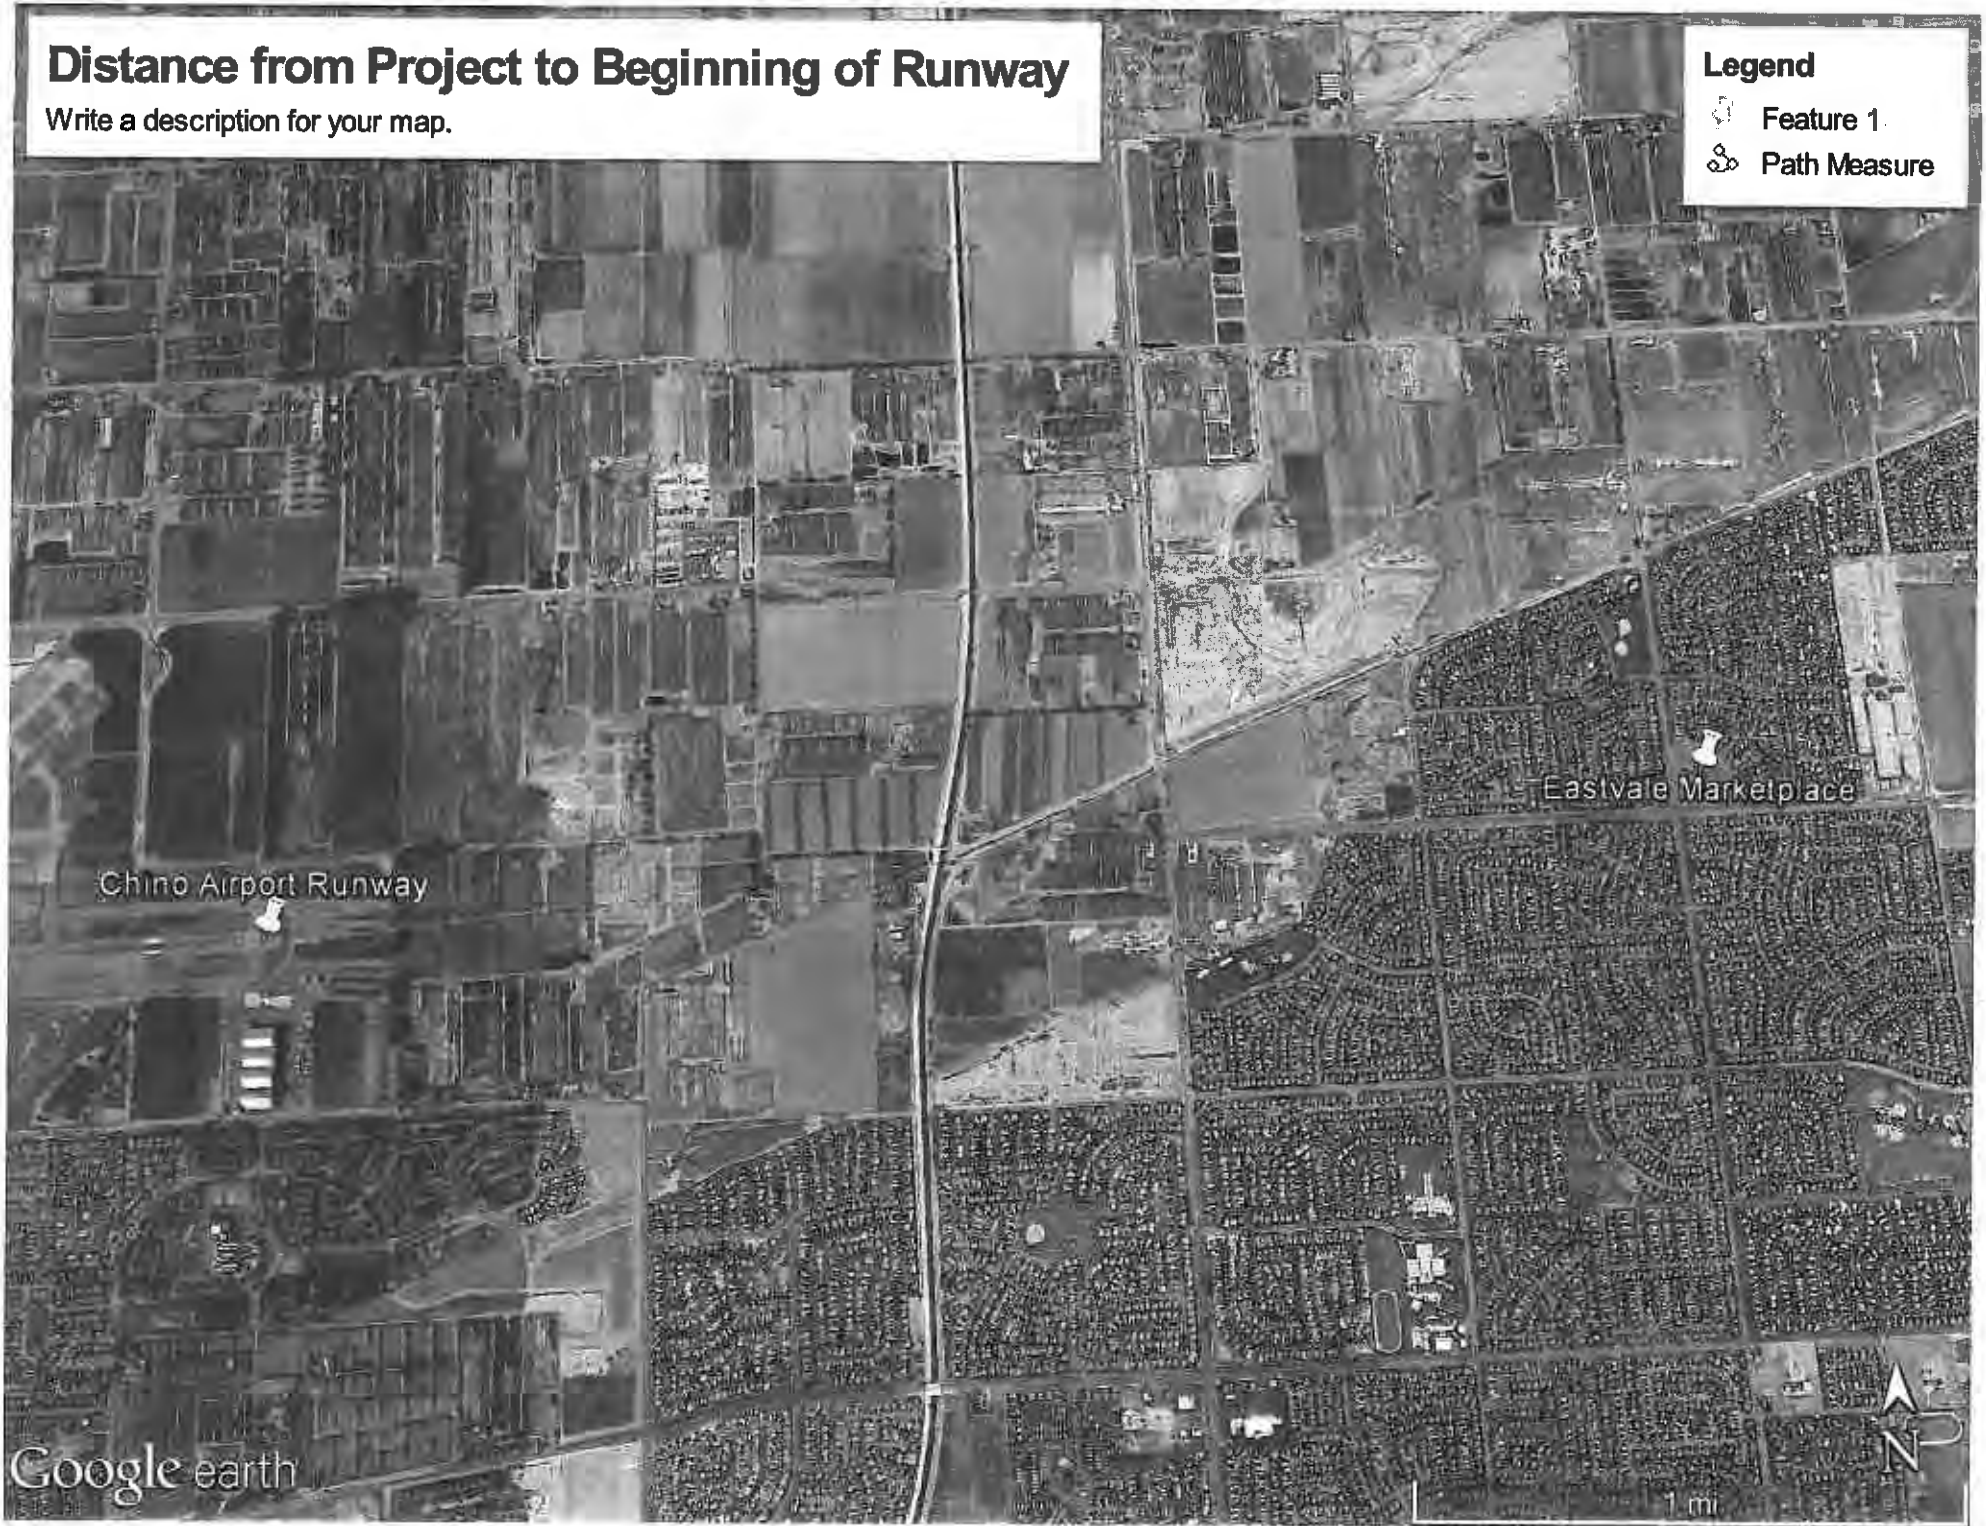 Distance from Project to Beginning of Runway
Write a description for your map.
Legend
Feature 1
Path Measure
Eastvale Marketplace
Chino Airport Runway
Google earth
N
1 mi